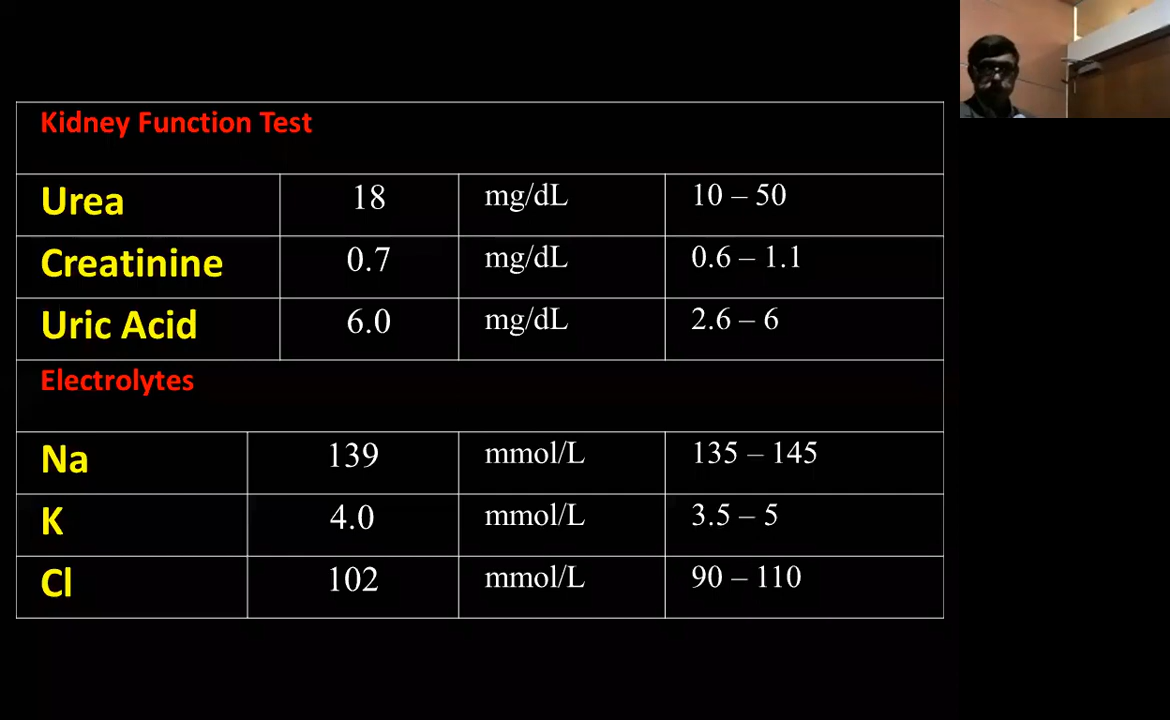 Kidney Function Test
Urea 18 mg/dL 10 – 50
Creatinine 0.7 mg/dL 0.6 – 1.1
Uric Acid 6.0 mg/dL 2.6 – 6
Electrolytes
Na 139 mmol/L 135 – 145
K 4.0 mmol/L 3.5 – 5
Cl 102 mmol/L 90 – 110